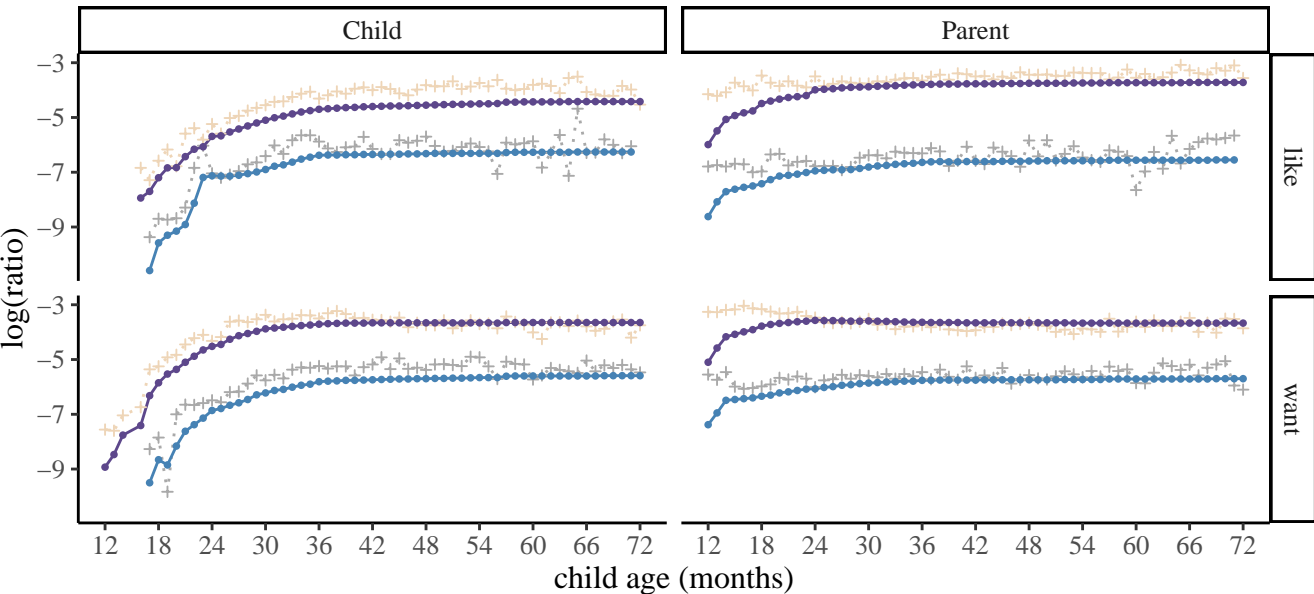 Child Parent
−3
−5
−7
−9
like
−3
−5
−7
−9
want
log(ratio)
12 18 24 30 36 42 48 54 60 66 72 12 18 24 30 36 42 48 54 60 66 72
child age (months)